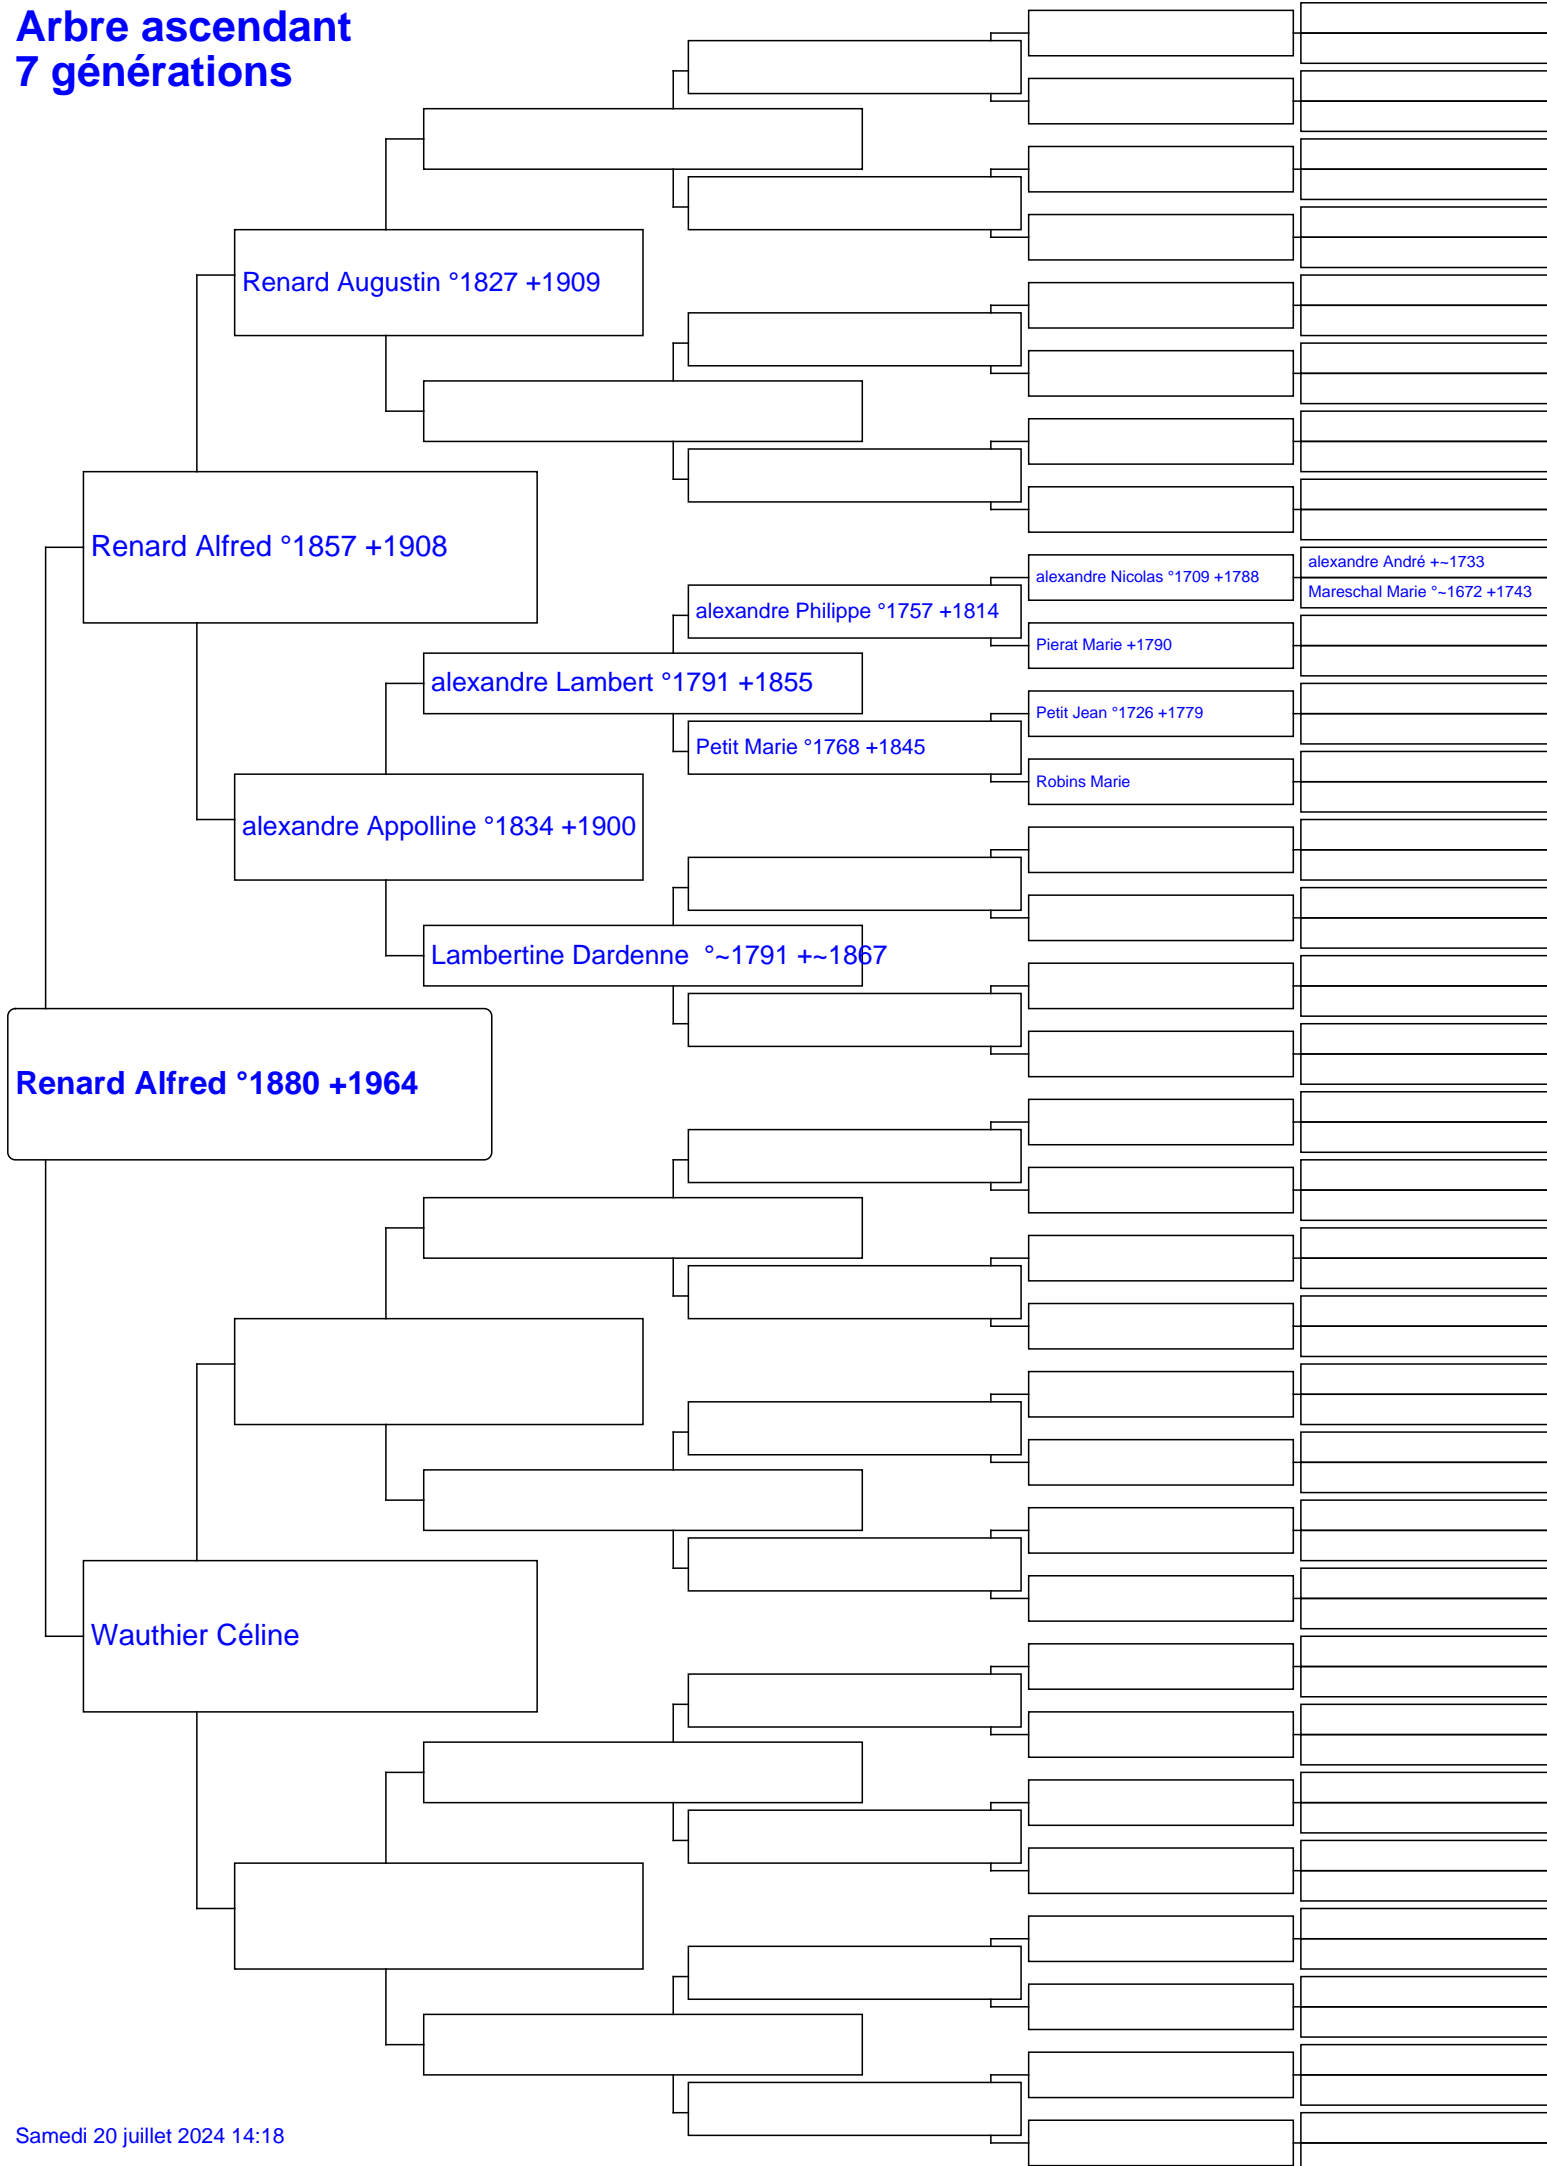 Arbre ascendant
7 générations
Renard Augustin °1827 +1909
Renard Alfred °1857 +1908
alexandre Nicolas °1709 +1788
alexandre André +~1733
Mareschal Marie °~1672 +1743
alexandre Philippe °1757 +1814
Pierat Marie +1790
alexandre Lambert °1791 +1855
Petit Jean °1726 +1779
Petit Marie °1768 +1845
Robins Marie
alexandre Appolline °1834 +1900
Lambertine Dardenne  °~1791 +~1867
Renard Alfred °1880 +1964
Wauthier Céline
Samedi 20 juillet 2024 14:18